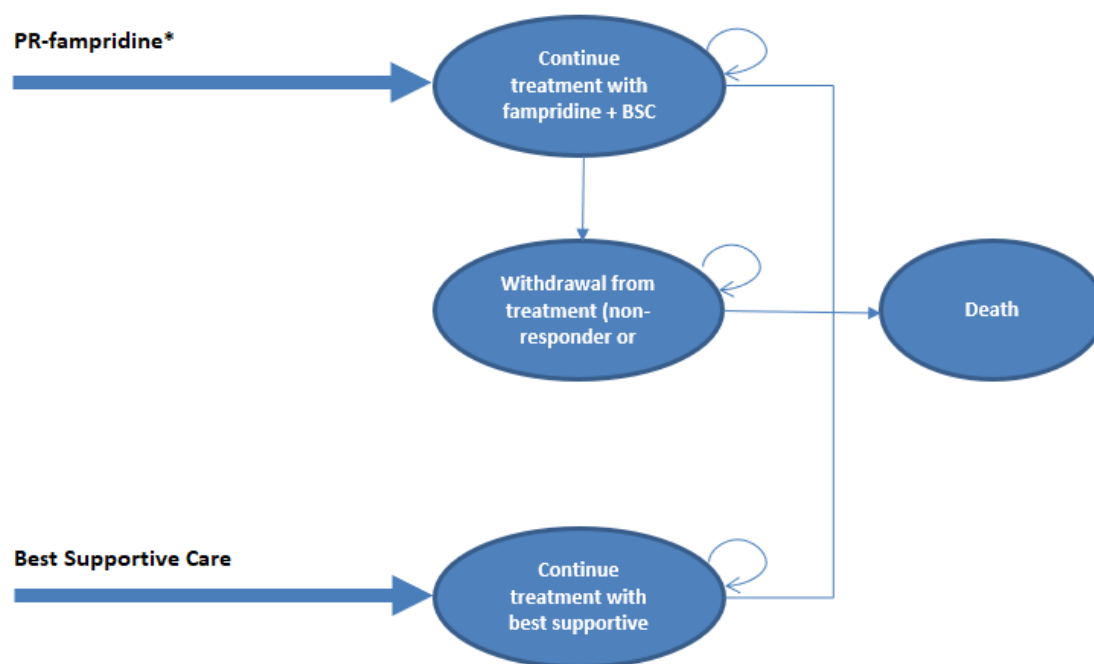 PR-fampridine*
Continue
treatment with
fampridine + BSC
Withdrawal from
treatment (non-
responder or
Death
Best Supportive Care
Continue
treatment with
best supportive